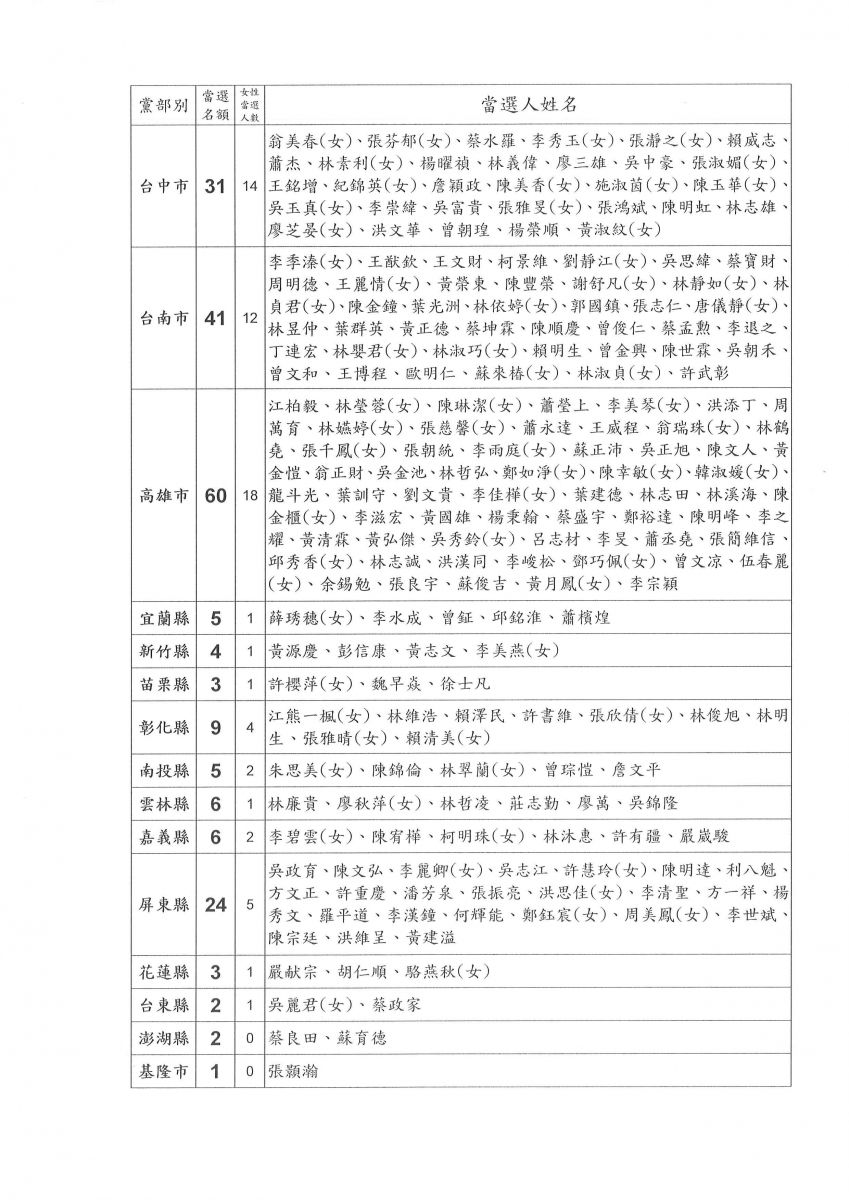 黨部別 當選名額 女性當選人數 當選人姓名
台中市 31 14
翁美春(女)、張芬郁(女)、蔡水羅、李秀玉(女)、張瀞之(女)、賴威志、
蕭杰、林素利(女)、楊曜禎、林義偉、廖三雄、吳中豪、張淑媚(女)、
王銘增、紀錦英(女)、詹穎政、陳美香(女)、施淑茵(女)、陳玉華(女)、
吳玉真(女)、李崇緯、吳富貴、張雅旻(女)、張鴻斌、陳明虹、林志雄、
廖芝晏(女)、洪文華、曾朝瑝、楊榮順、黃淑紋(女)
台南市 41 12
李季溱(女)、王猷欽、王文財、柯景維、劉靜江(女)、吳思緯、蔡寶財、
周明德、王麗情(女)、黃榮東、陳豐榮、謝舒凡(女)、林靜如(女)、林
貞君(女)、陳金鐘、葉光洲、林依婷(女)、郭國鎮、張志仁、唐儀靜(女)、
林昱仲、葉群英、黃正德、蔡坤霖、陳順慶、曾俊仁、蔡孟勲、李退之、
丁連宏、林嬰君(女)、林淑巧(女)、賴明生、曾金興、陳世霖、吳朝禾、
曾文和、王博程、歐明仁、蘇來椿(女)、林淑貞(女)、許武彰
高雄市 60 18
江柏毅、林瑩蓉(女)、陳琳潔(女)、蕭瑩上、李美琴(女)、洪添丁、周
萬育、林嬿婷(女)、張慈馨(女)、蕭永達、王威程、翁瑞珠(女)、林鶴
堯、張千鳳(女)、張朝統、李雨庭(女)、蘇正沛、吳正旭、陳文人、黃
金愷、翁正財、吳金池、林哲弘、鄭如淨(女)、陳幸敏(女)、韓淑媛(女)、
龍斗光、葉訓守、劉文貴、李佳樺(女)、葉建德、林志田、林溪海、陳
金櫃(女)、李滋宏、黃國雄、楊秉翰、蔡盛宇、鄭裕達、陳明峰、李之
耀、黃清霖、黃弘傑、吳秀鈴(女)、呂志材、李旻、蕭丞堯、張簡維信、
邱秀香(女)、林志誠、洪漢同、李峻松、鄧巧佩(女)、曾文凉、伍春麗
(女)、余錫勉、張良宇、蘇俊吉、黃月鳳(女)、李宗穎
宜蘭縣 5 1 薛琇穗(女)、李水成、曾鉦、邱銘淮、蕭檳煌
新竹縣 4 1 黃源慶、彭信康、黃志文、李美燕(女)
苗栗縣 3 1 許櫻萍(女)、魏早焱、徐士凡
彰化縣 9 4
江熊一楓(女)、林維浩、賴澤民、許書維、張欣倩(女)、林俊旭、林明
生、張雅晴(女)、賴清美(女)
南投縣 5 2 朱思美(女)、陳錦倫、林翠蘭(女)、曾琮愷、詹文平
雲林縣 6 1 林廉貴、廖秋萍(女)、林哲凌、莊志勤、廖萬、吳錦隆
嘉義縣 6 2 李碧雲(女)、陳宥樺、柯明珠(女)、林沐惠、許有疆、嚴崴駿
屏東縣 24 5
吳政育、陳文弘、李麗卿(女)、吳志江、許慧玲(女)、陳明達、利八魁、
方文正、許重慶、潘芳泉、張振亮、洪思佳(女)、李清聖、方一祥、楊
秀文、羅平道、李漢鐘、何輝能、鄭鈺宸(女)、周美鳳(女)、李世斌、
陳宗廷、洪維呈、黃建溢
花蓮縣 3 1 嚴献宗、胡仁順、駱燕秋(女)
台東縣 2 1 吳麗君(女)、蔡政家
澎湖縣 2 0 蔡良田、蘇育德
基隆市 1 0 張顥瀚